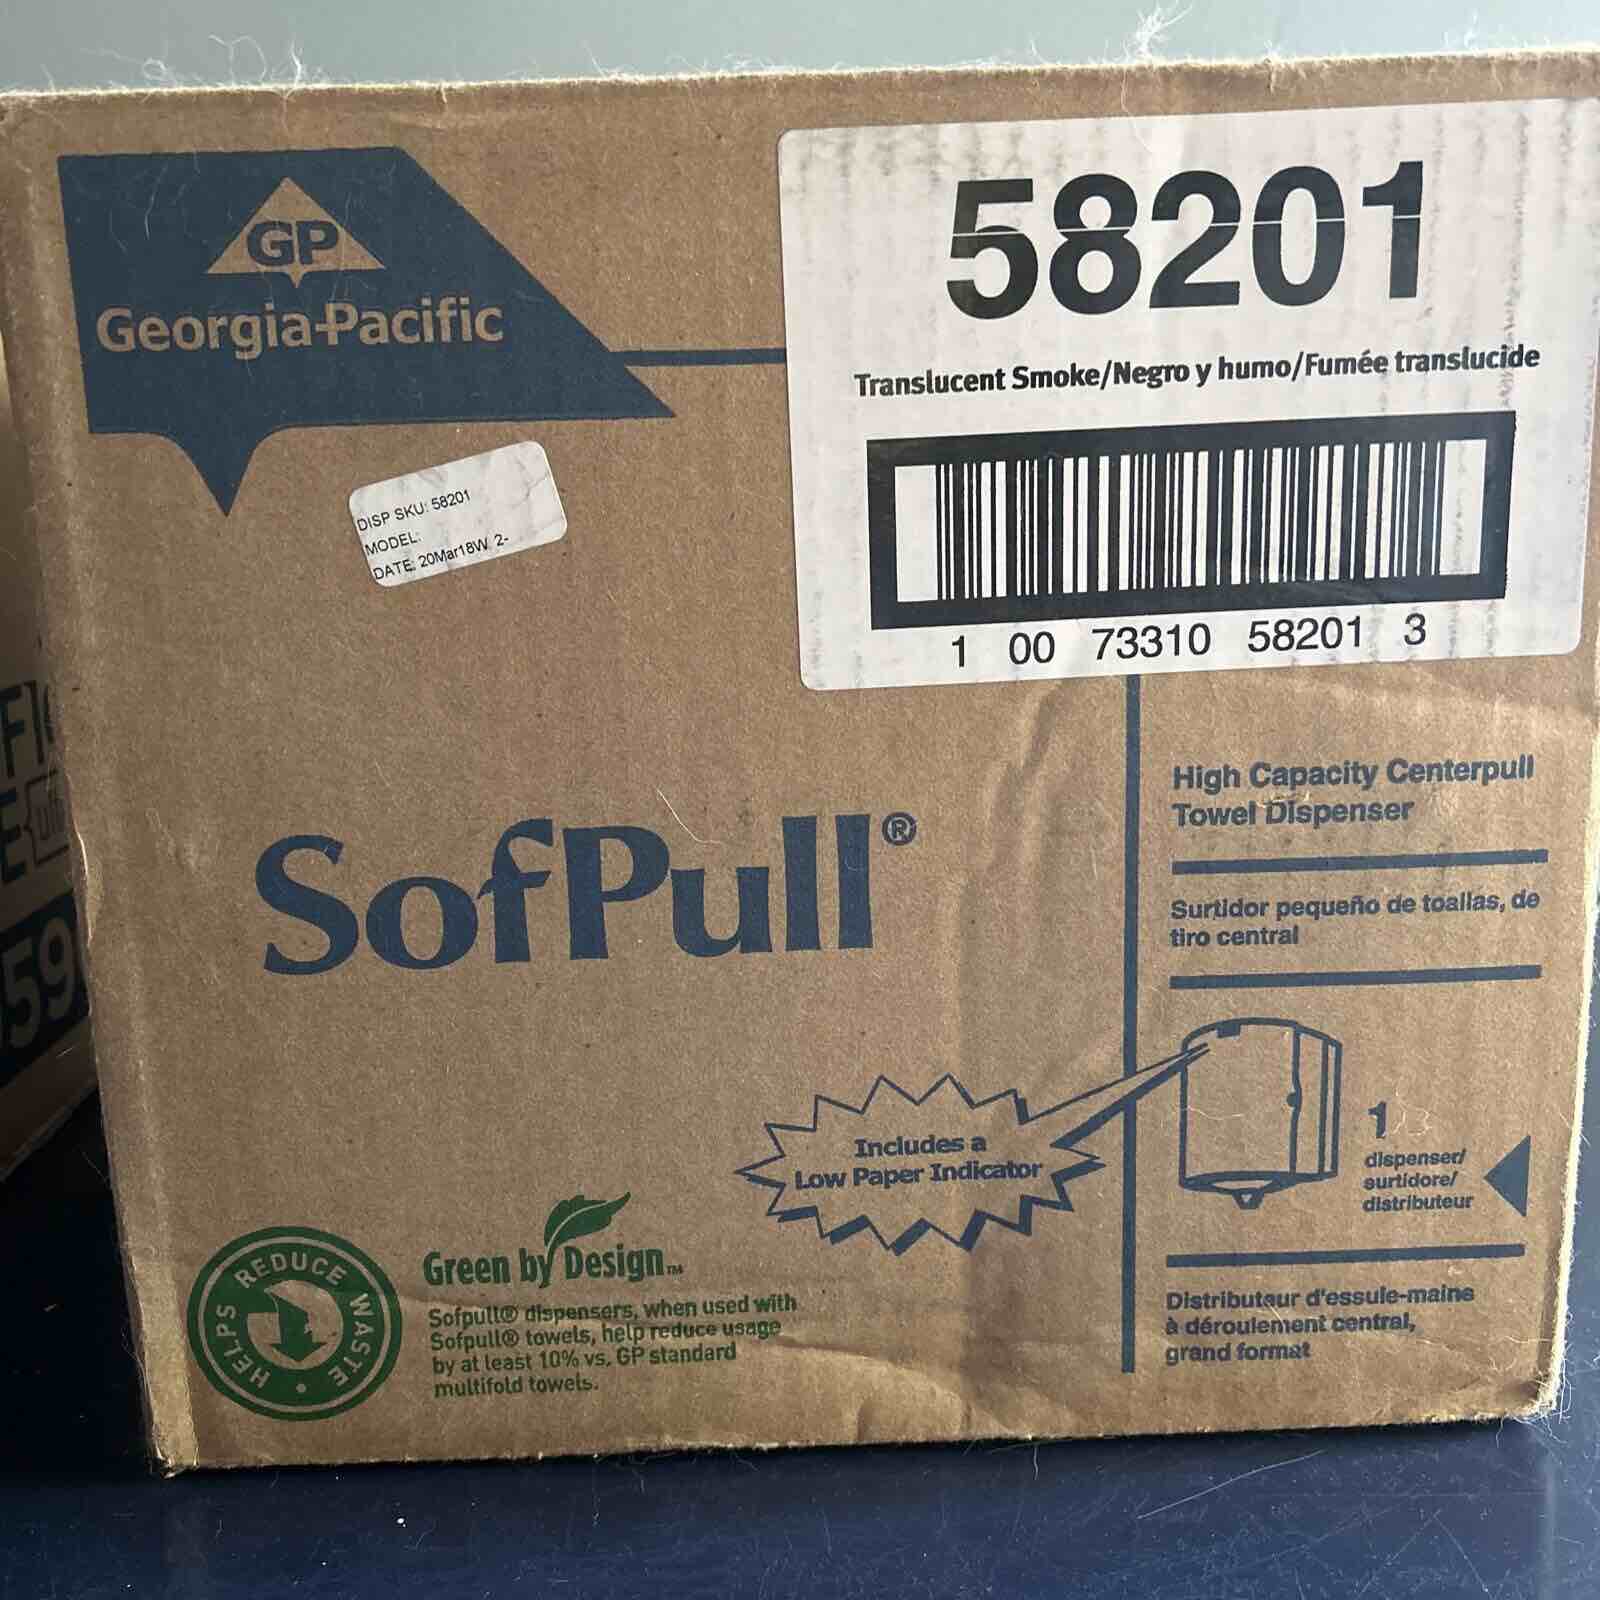 GP
Georgia-Pacific
58201
Translucent Smoke/Negro y humo/Fumée translucide
1 00 73310 58201 3
DISP SKU: 58201
MODEL:
DATE: 20Mar18W 2-
SofPull®
High Capacity Centerpull
Towel Dispenser
Surtidor pequeño de toallas, de
tiro central
Includes a
Low Paper Indicator
1
dispenser/
surtidore/
distributeur
Distributeur d'essuie-mains
à déroulement central,
grand format
HELPS REDUCE WASTE
Green by Design™
Sofpull® dispensers, when used with
Sofpull® towels, help reduce usage
by at least 10% vs. GP standard
multifold towels.
59